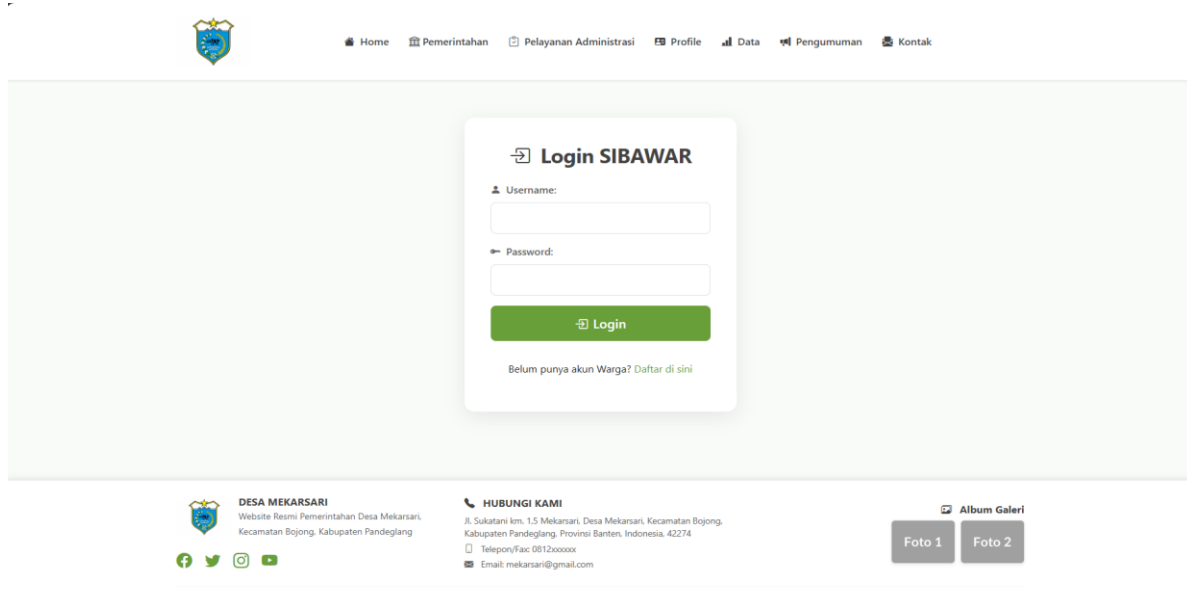 Home Pemerintahan Pelayanan Administrasi Profile Data Pengumuman Kontak
Login SIBAWAR
Username:
Password:
Login
Belum punya akun Warga? Daftar di sini
DESA MEKARSARI
Website Resmi Pemerintahan Desa Mekarsari,
Kecamatan Bojong, Kabupaten Pandeglang
HUBUNGI KAMI
Jl. Sukatani km. 1.5 Mekarsari. Desa Mekarsari. Kecamatan Bojong,
Kabupaten Pandeglang. Provinsi Banten, Indonesia. 42274
Telepon/Fax: 0812xxxxxx
Email: mekarsari@gmail.com
Album Galeri
Foto 1 Foto 2